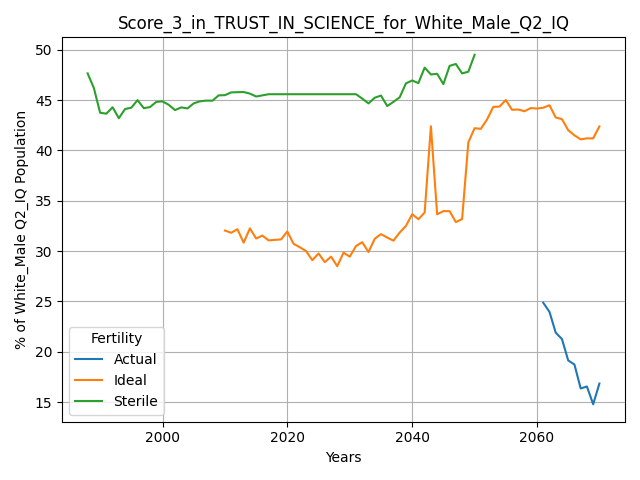 Score_3_in_TRUST_IN_SCIENCE_for_White_Male_Q2_IQ
% of White_Male Q2_IQ Population
50
45
40
35
30
25
20
15
Fertility
Actual
Ideal
Sterile
2000
2020
2040
2060
Years